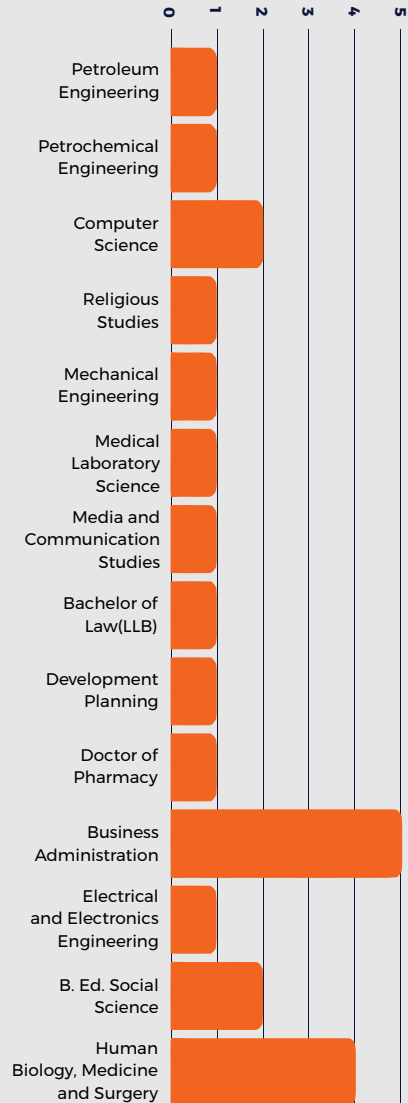 0 1 2 3 4 5
Petroleum
Engineering
Petrochemical
Engineering
Computer
Science
Religious
Studies
Mechanical
Engineering
Medical
Laboratory
Science
Media and
Communication
Studies
Bachelor of
Law(LLB)
Development
Planning
Doctor of
Pharmacy
Business
Administration
Electrical
and Electronics
Engineering
B. Ed. Social
Science
Human
Biology, Medicine
and Surgery